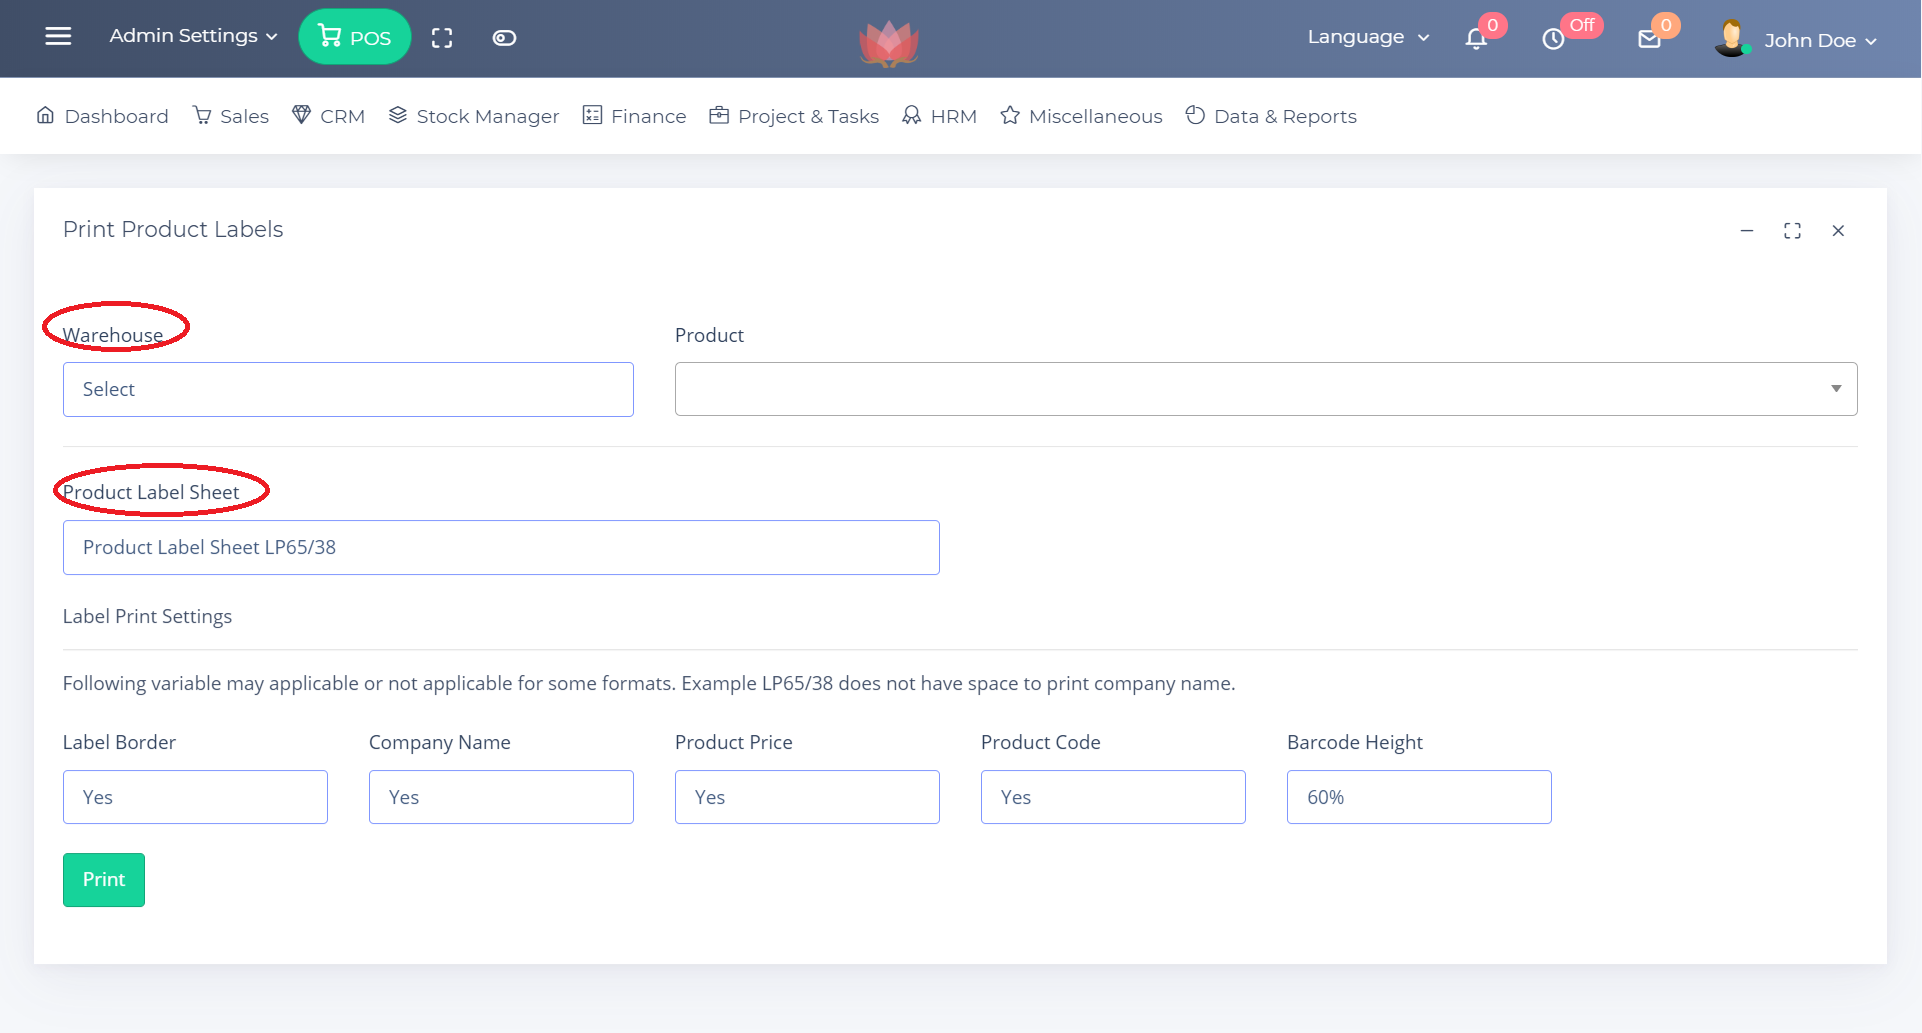 Admin Settings POS Language 0 Off 0 John Doe
Dashboard Sales CRM Stock Manager Finance Project & Tasks HRM Miscellaneous Data & Reports
Print Product Labels
Warehouse Product
Select
Product Label Sheet
Product Label Sheet LP65/38
Label Print Settings
Following variable may applicable or not applicable for some formats. Example LP65/38 does not have space to print company name.
Label Border Company Name Product Price Product Code Barcode Height
Yes Yes Yes Yes 60%
Print